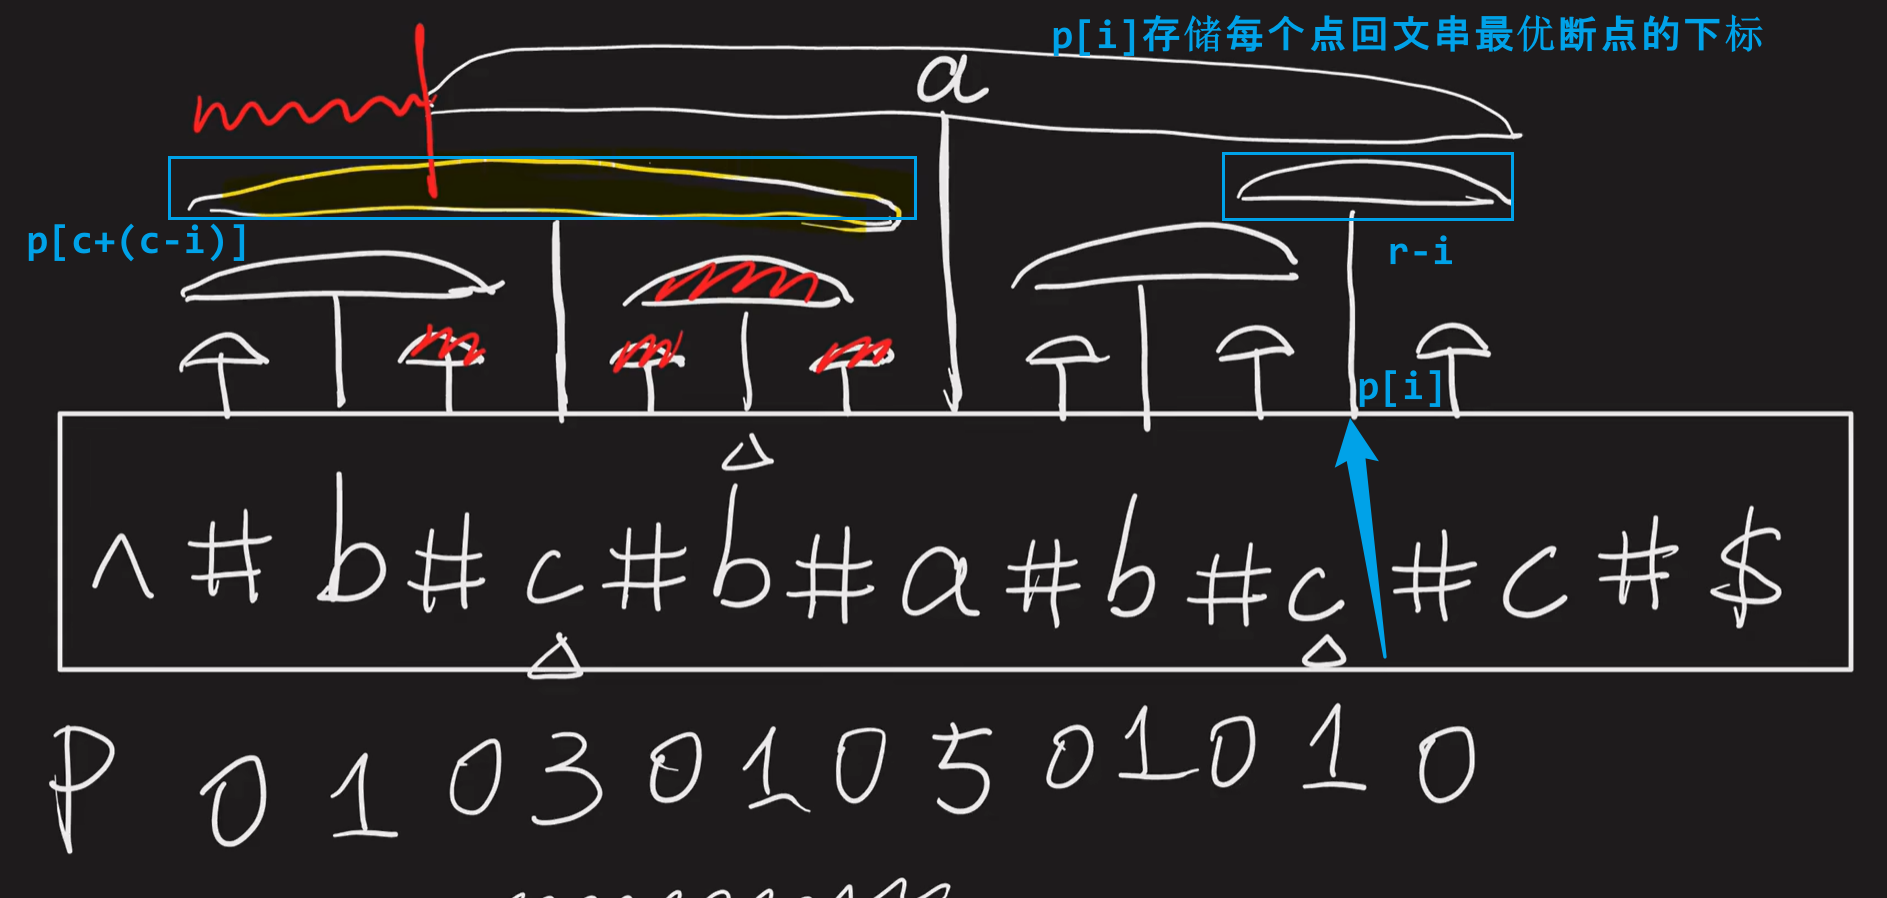 p[i]存储每个点回文串最优断点的下标
a
p[c+(c-i)]
r-i
p[i]
^ # b # c # b # a # b # c # c # $
P 0 1 0 3 0 1 0 5 0 1 0 1 0